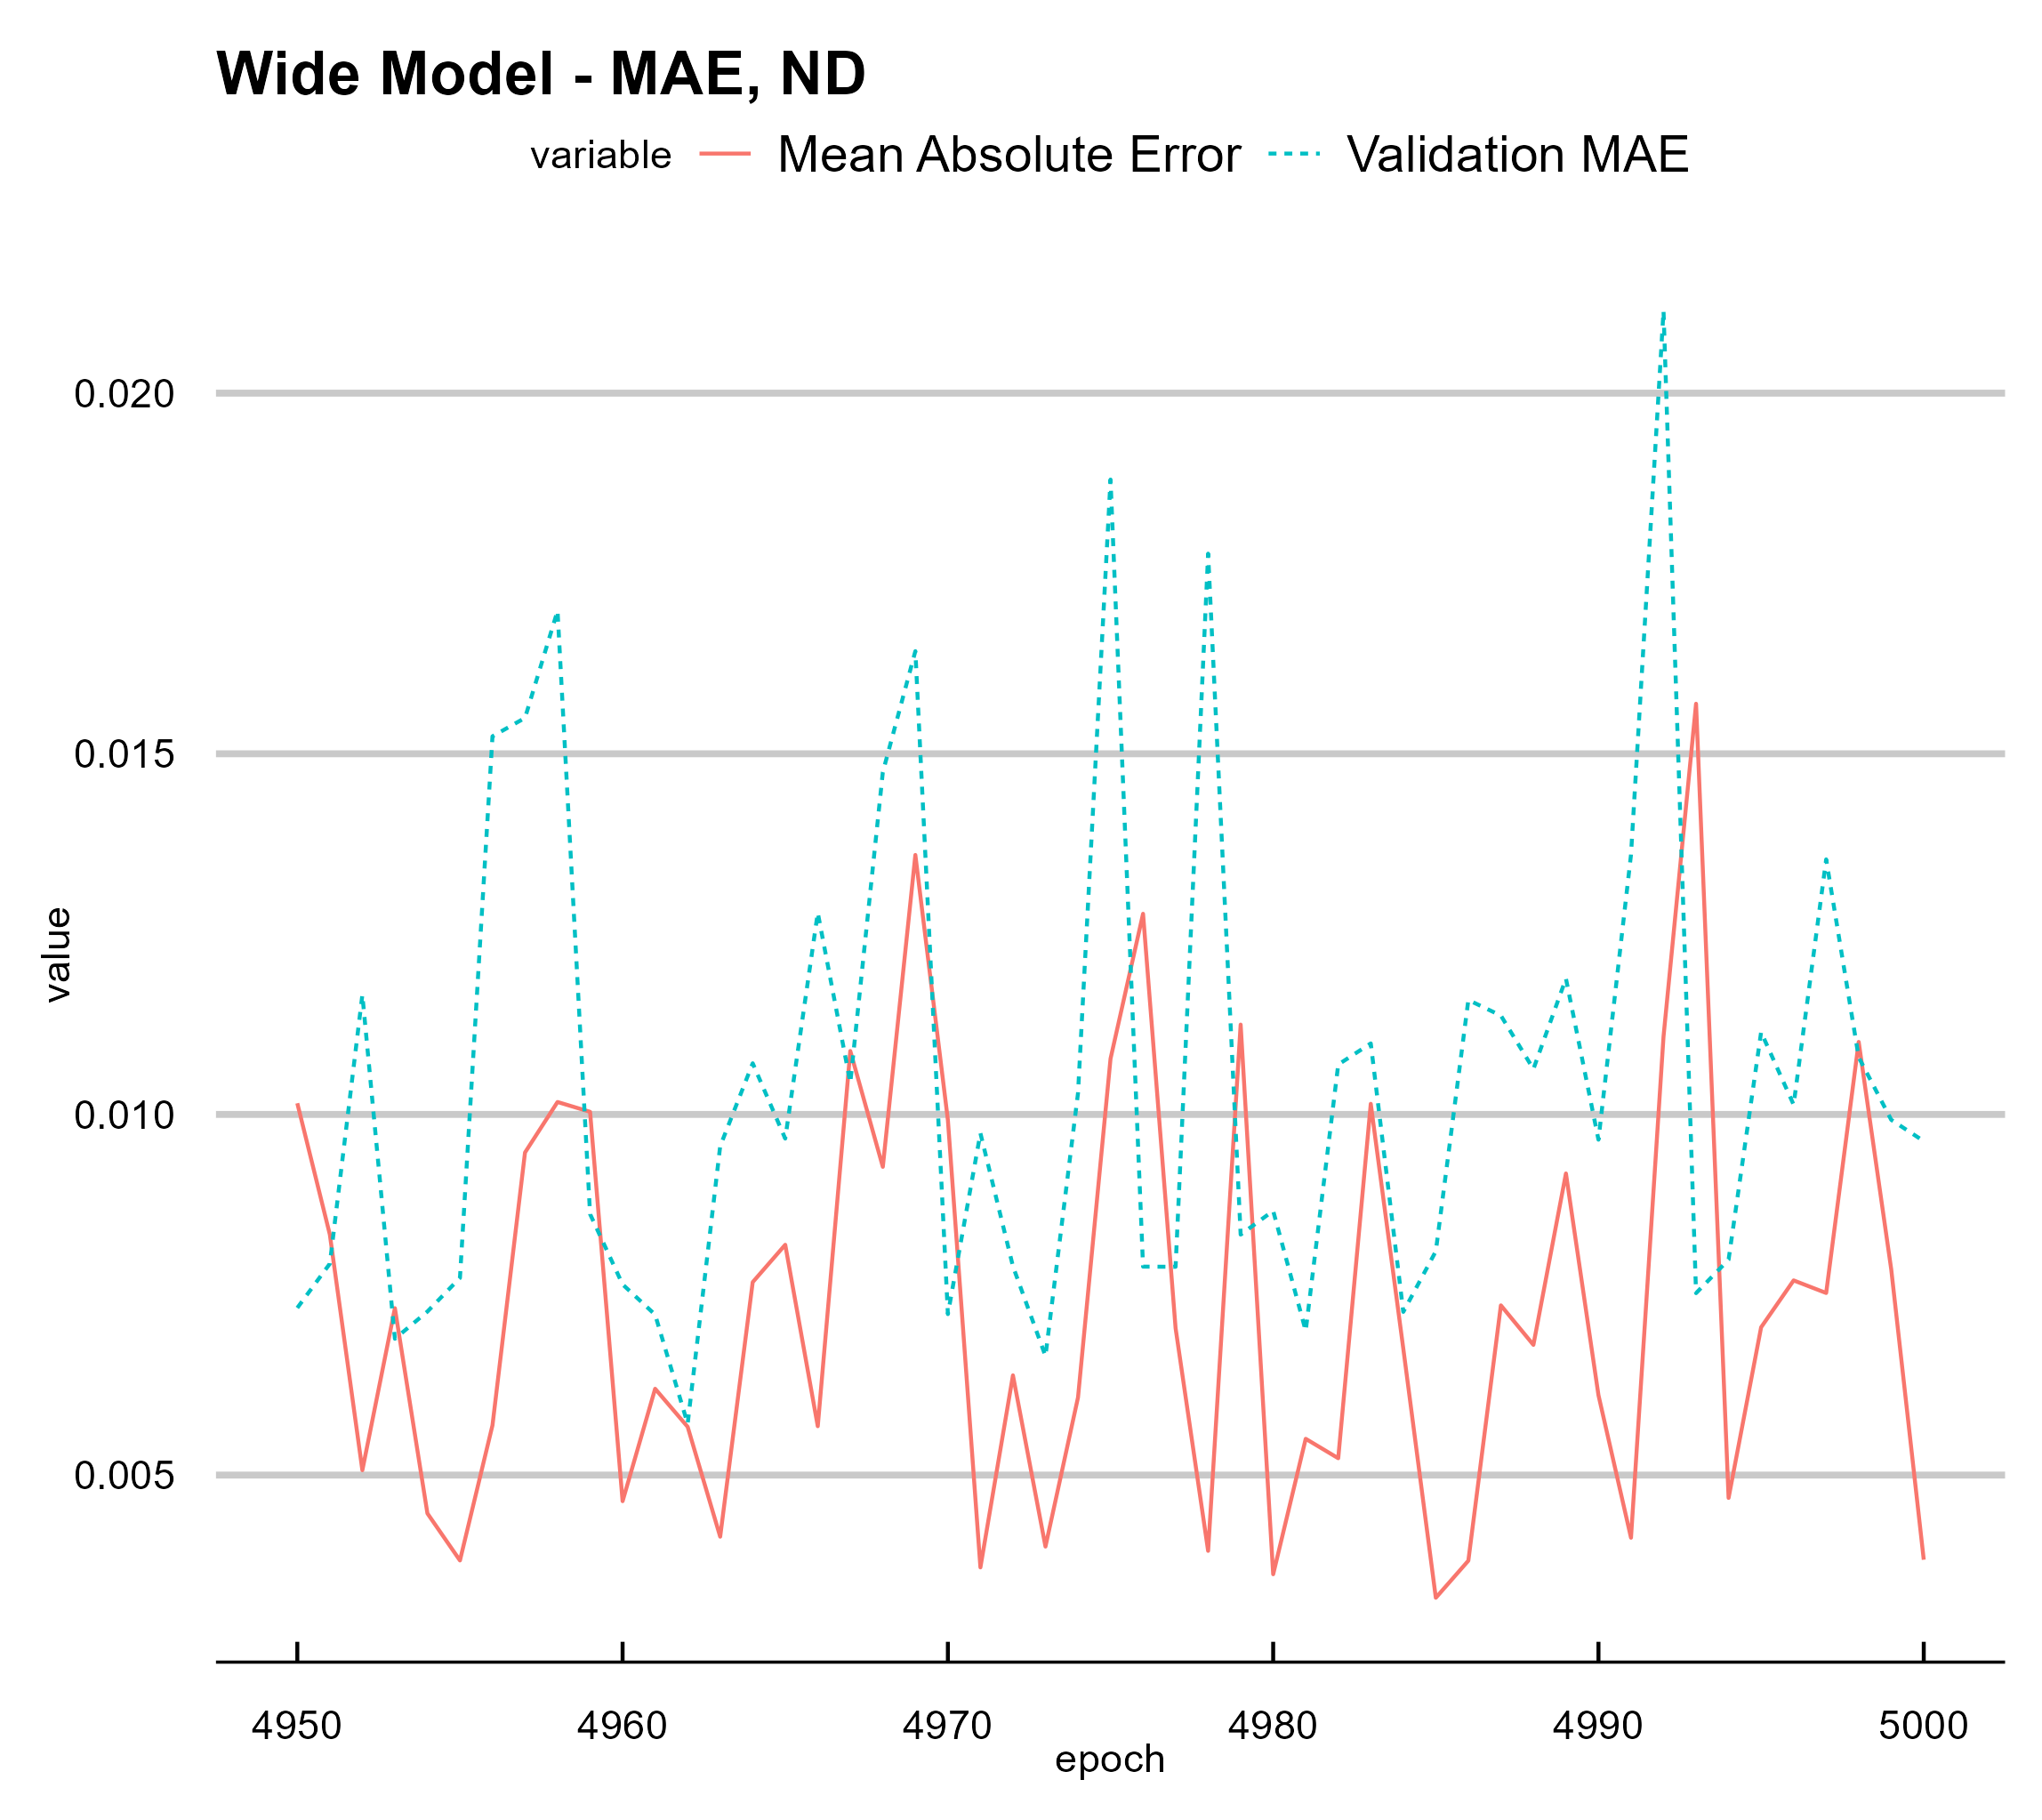 Wide Model - MAE, ND
variable Mean Absolute Error Validation MAE
0.020
0.015
0.010
0.005
value
4950 4960 4970 4980 4990 5000
epoch